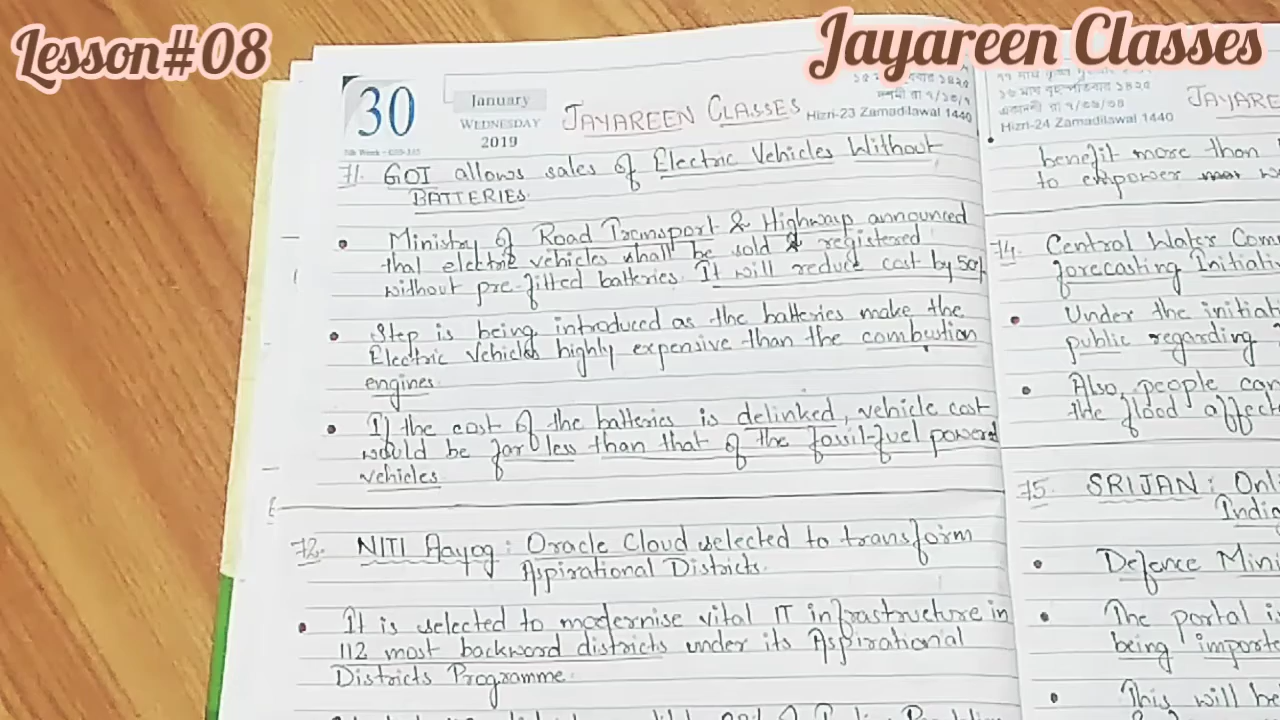 Lesson#08
Jayareen Classes
30
January
WEDNESDAY
2019
JAYAREEN CLASSES
Hizri-23 Zamadilawal 1440
71. GOI allows sales of Electric Vehicles Without
BATTERIES.
• Ministry of Road Transport & Highways announced
that electric vehicles shall be sold & registered
without pre-fitted batteries. It will reduce cost by 50%
• Step is being introduced as the batteries make the
Electric Vehicles highly expensive than the combustion
engines.
• If the cost of the batteries is delinked, vehicle cost
would be far less than that of the fossil-fuel powered
vehicles
72. NITI Aayog : Oracle Cloud selected to transform
Aspirational Districts.
• It is selected to modernise vital IT infrastructure in
112 most backward districts under its Aspirational
Districts Programme.
Hizri-24 Zamadilawal 1440
JAYARE
benefit more than
to empower
74. Central Water Com
forecasting Initiati
• Under the initiat
public regarding
• Also, people can
the flood affect
75. SRIJAN : Onli
India
• Defence Mini
• The portal i
being importe
• This will be